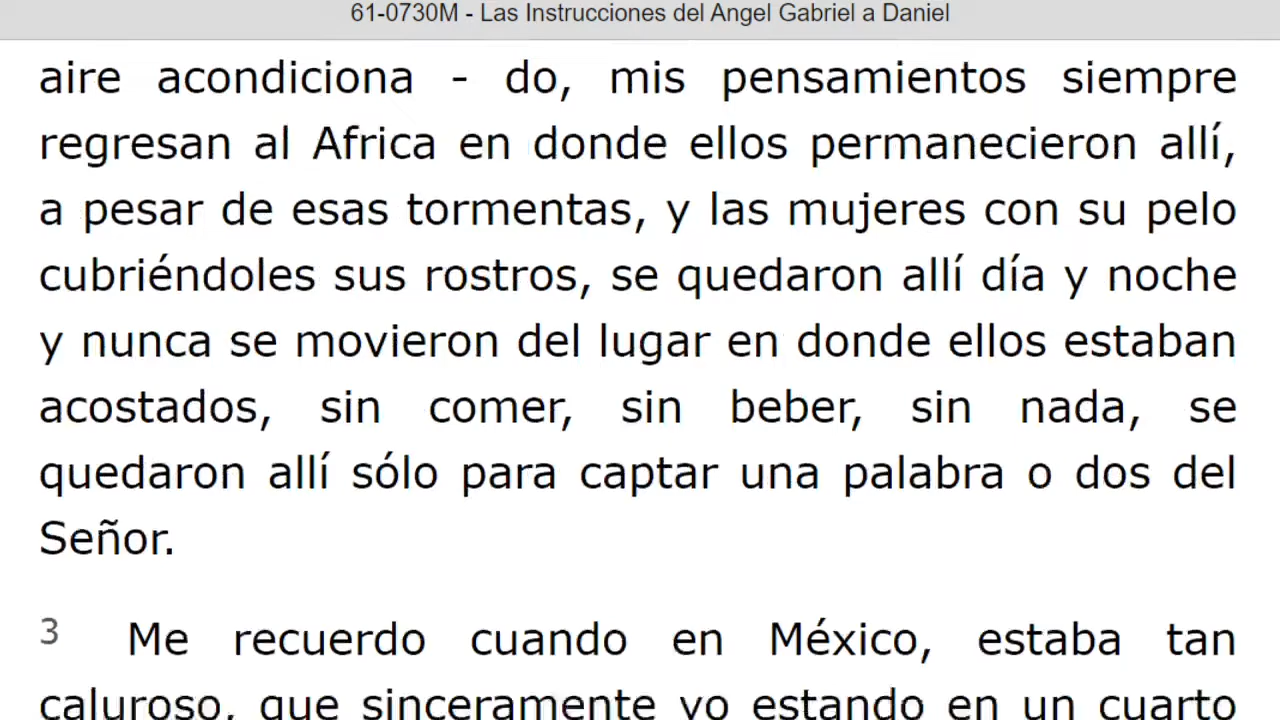 61-0730M - Las Instrucciones del Angel Gabriel a Daniel
aire acondiciona - do, mis pensamientos siempre
regresan al Africa en donde ellos permanecieron allí,
a pesar de esas tormentas, y las mujeres con su pelo
cubriéndoles sus rostros, se quedaron allí día y noche
y nunca se movieron del lugar en donde ellos estaban
acostados, sin comer, sin beber, sin nada, se
quedaron allí sólo para captar una palabra o dos del
Señor.
3 Me recuerdo cuando en México, estaba tan
caluroso, que sinceramente yo estando en un cuarto